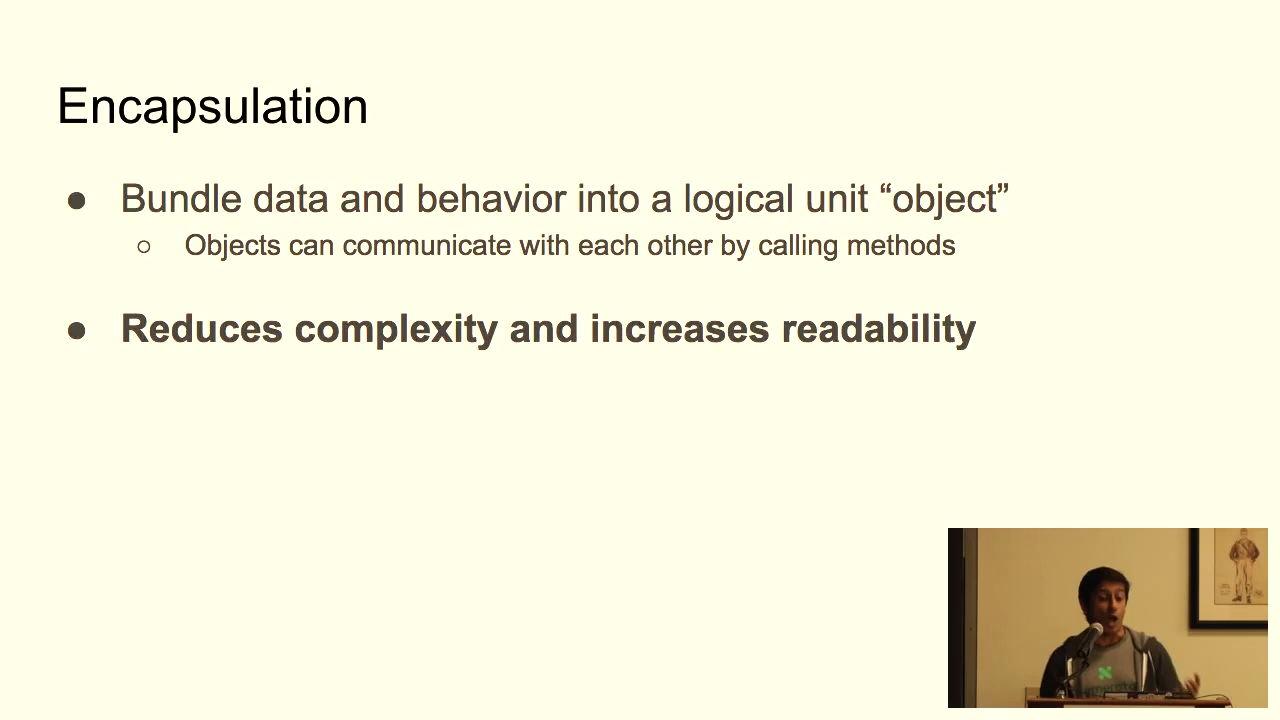 Encapsulation
● Bundle data and behavior into a logical unit “object”
○ Objects can communicate with each other by calling methods
● Reduces complexity and increases readability